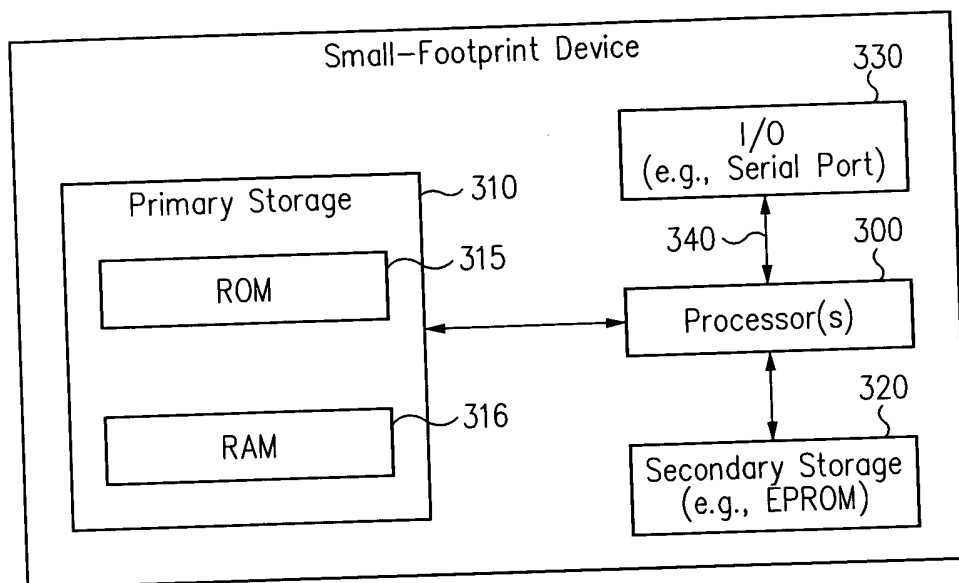 Small-Footprint Device
330
I/O
(e.g., Serial Port)
310
Primary Storage
340
300
315
ROM
Processor(s)
316
RAM
320
Secondary Storage
(e.g., EPROM)